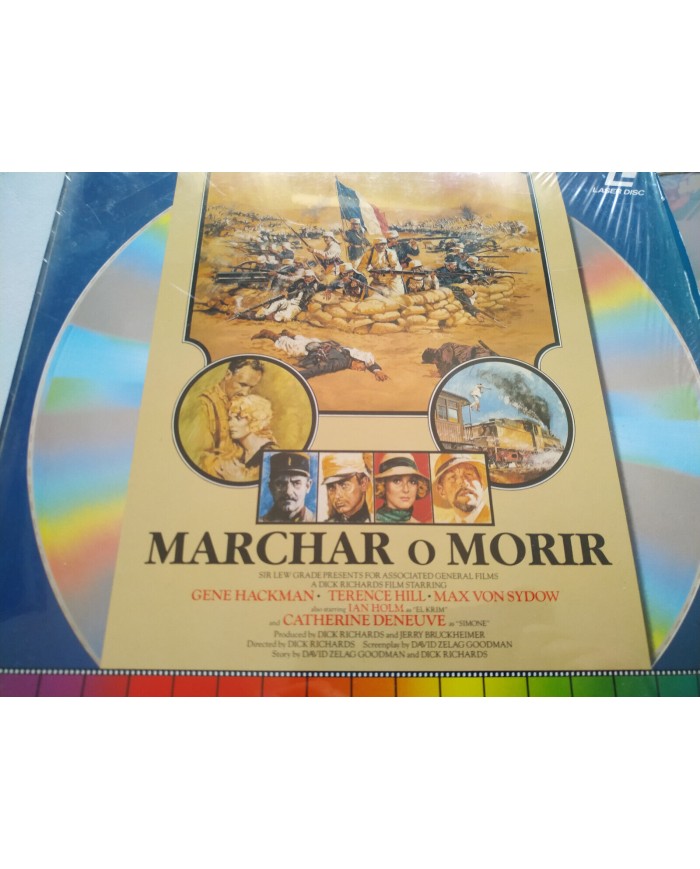 LASER DISC
MARCHAR O MORIR
SIR LEW GRADE PRESENTS FOR ASSOCIATED GENERAL FILMS
A DICK RICHARDS FILM STARRING
GENE HACKMAN · TERENCE HILL · MAX VON SYDOW
also starring IAN HOLM as "EL KRIM"
and CATHERINE DENEUVE as "SIMONE"
Produced by DICK RICHARDS and JERRY BRUCKHEIMER
Directed by DICK RICHARDS Screenplay by DAVID ZELAG GOODMAN
Story by DAVID ZELAG GOODMAN and DICK RICHARDS